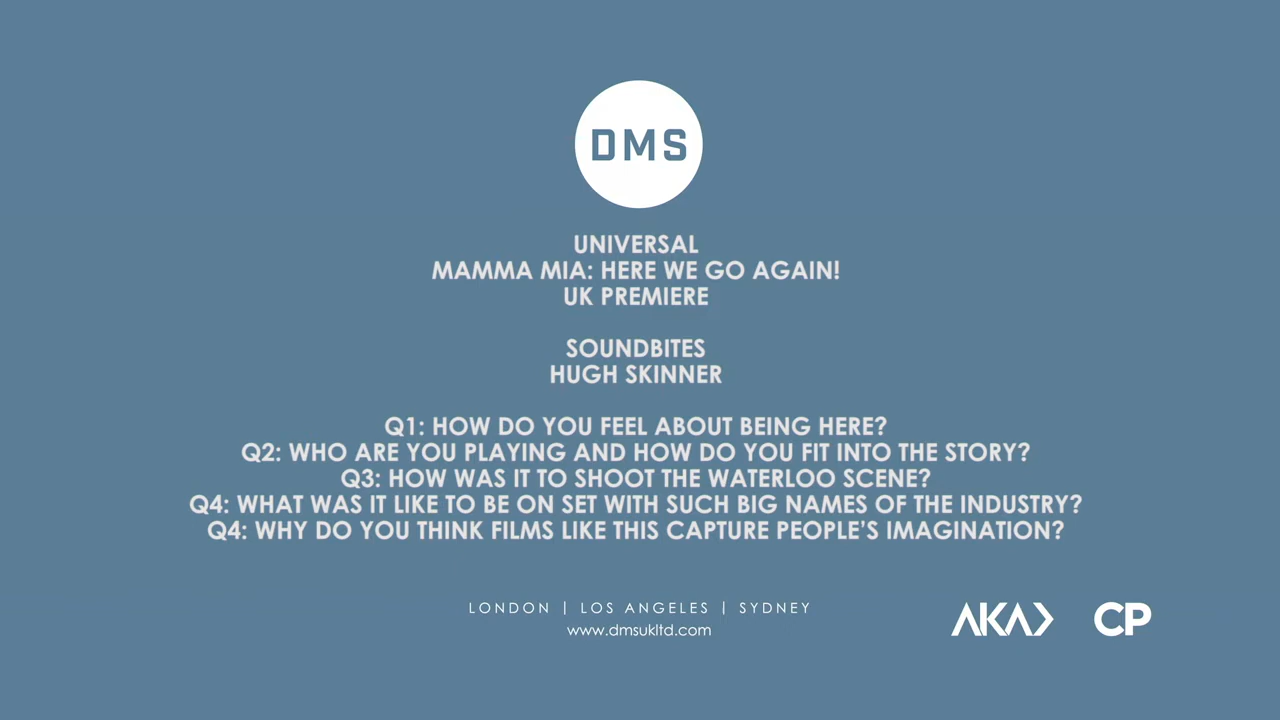 DMS
UNIVERSAL
MAMMA MIA: HERE WE GO AGAIN!
UK PREMIERE
SOUNDBITES
HUGH SKINNER
Q1: HOW DO YOU FEEL ABOUT BEING HERE?
Q2: WHO ARE YOU PLAYING AND HOW DO YOU FIT INTO THE STORY?
Q3: HOW WAS IT TO SHOOT THE WATERLOO SCENE?
Q4: WHAT WAS IT LIKE TO BE ON SET WITH SUCH BIG NAMES OF THE INDUSTRY?
Q4: WHY DO YOU THINK FILMS LIKE THIS CAPTURE PEOPLE’S IMAGINATION?
LONDON | LOS ANGELES | SYDNEY
www.dmsukltd.com
AKA CP